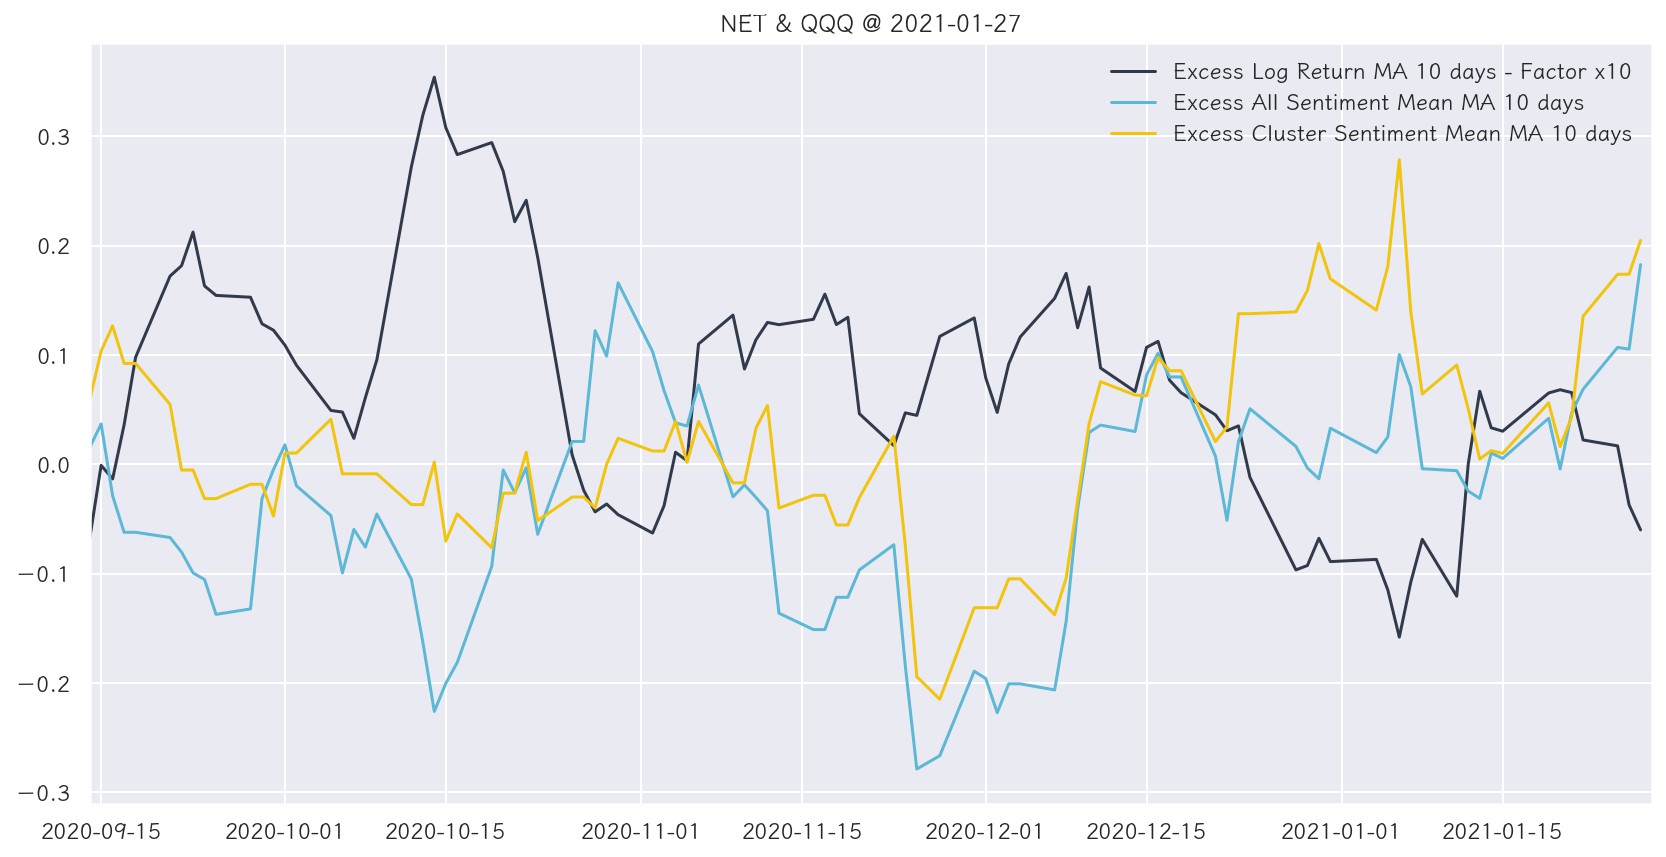 NET & QQQ @ 2021-01-27
Excess Log Return MA 10 days - Factor x10
Excess All Sentiment Mean MA 10 days
Excess Cluster Sentiment Mean MA 10 days
0.3
0.2
0.1
0.0
−0.1
−0.2
−0.3
2020-09-15 2020-10-01 2020-10-15 2020-11-01 2020-11-15 2020-12-01 2020-12-15 2021-01-01 2021-01-15